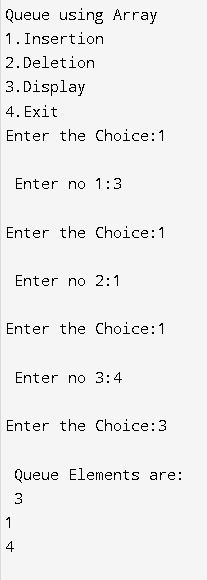 Queue using Array
1.Insertion
2.Deletion
3.Display
4.Exit
Enter the Choice:1
Enter no 1:3
Enter the Choice:1
Enter no 2:1
Enter the Choice:1
Enter no 3:4
Enter the Choice:3
Queue Elements are:
3
1
4